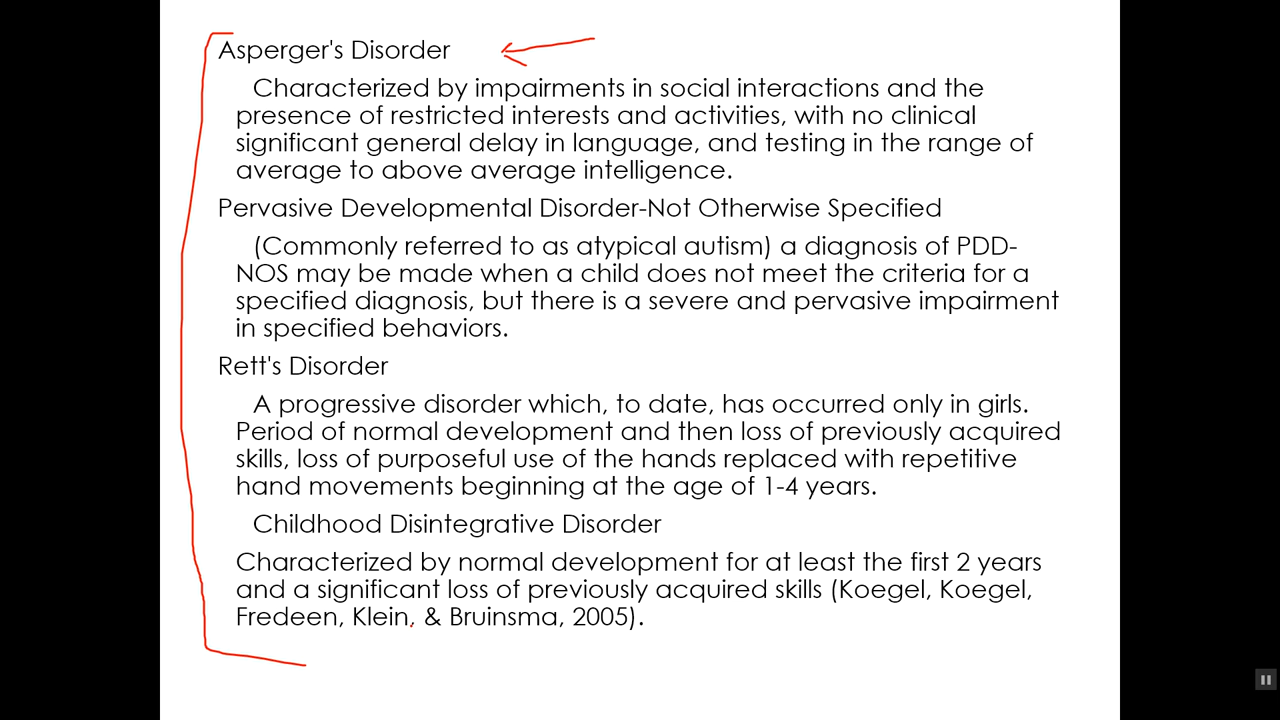 Asperger's Disorder
Characterized by impairments in social interactions and the
presence of restricted interests and activities, with no clinical
significant general delay in language, and testing in the range of
average to above average intelligence.
Pervasive Developmental Disorder-Not Otherwise Specified
(Commonly referred to as atypical autism) a diagnosis of PDD-
NOS may be made when a child does not meet the criteria for a
specified diagnosis, but there is a severe and pervasive impairment
in specified behaviors.
Rett's Disorder
A progressive disorder which, to date, has occurred only in girls.
Period of normal development and then loss of previously acquired
skills, loss of purposeful use of the hands replaced with repetitive
hand movements beginning at the age of 1-4 years.
Childhood Disintegrative Disorder
Characterized by normal development for at least the first 2 years
and a significant loss of previously acquired skills (Koegel, Koegel,
Fredeen, Klein, & Bruinsma, 2005).